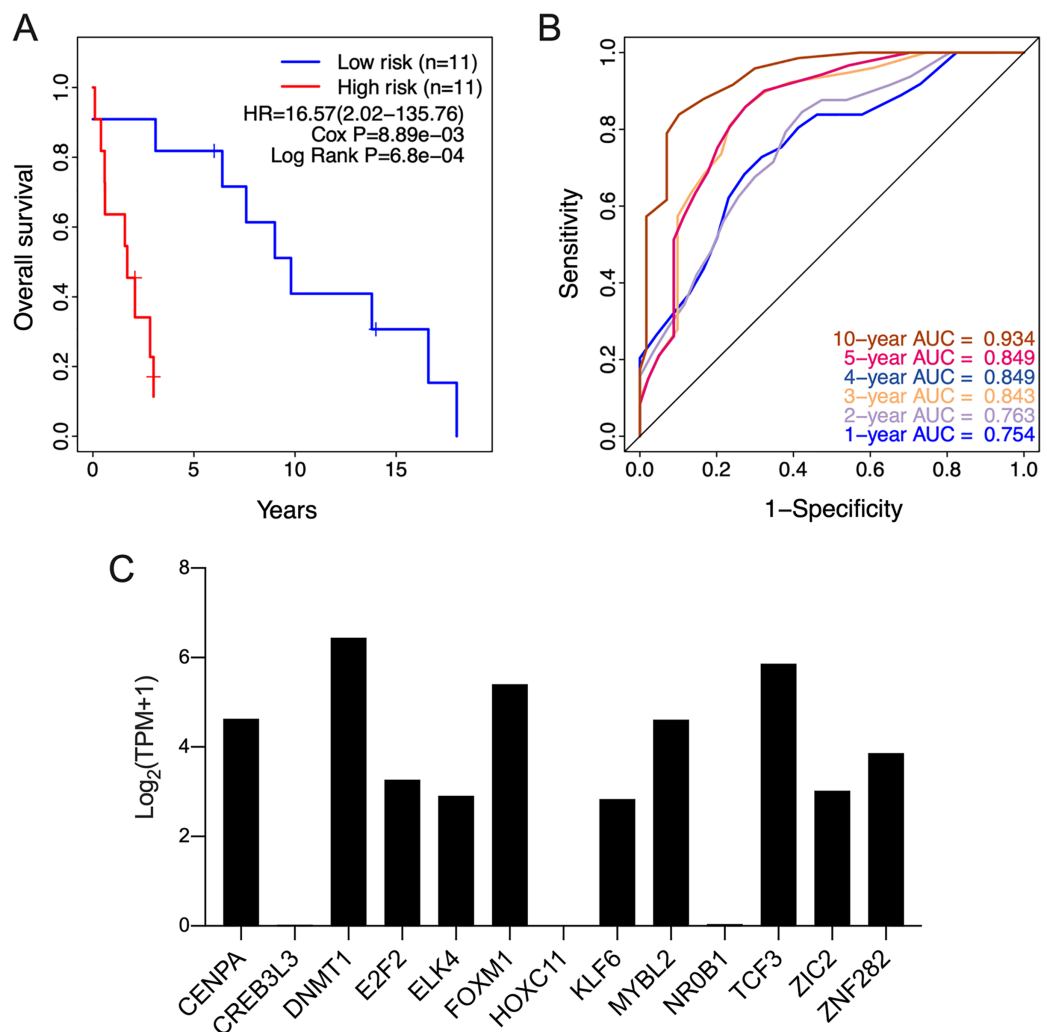 A
Low risk (n=11)
High risk (n=11)
HR=16.57(2.02−135.76)
Cox P=8.89e−03
Log Rank P=6.8e−04
Overall survival
0.0
0.2
0.4
0.6
0.8
1.0
0
5
10
15
Years
B
Sensitivity
0.0
0.2
0.4
0.6
0.8
1.0
10−year AUC = 0.934
5−year AUC = 0.849
4−year AUC = 0.849
3−year AUC = 0.843
2−year AUC = 0.763
1−year AUC = 0.754
0.0
0.2
0.4
0.6
0.8
1.0
1−Specificity
C
Log₂(TPM+1)
8
6
4
2
0
CENPA
CREB3L3
DNMT1
E2F2
ELK4
FOXM1
HOXC11
KLF6
MYBL2
NR0B1
TCF3
ZIC2
ZNF282